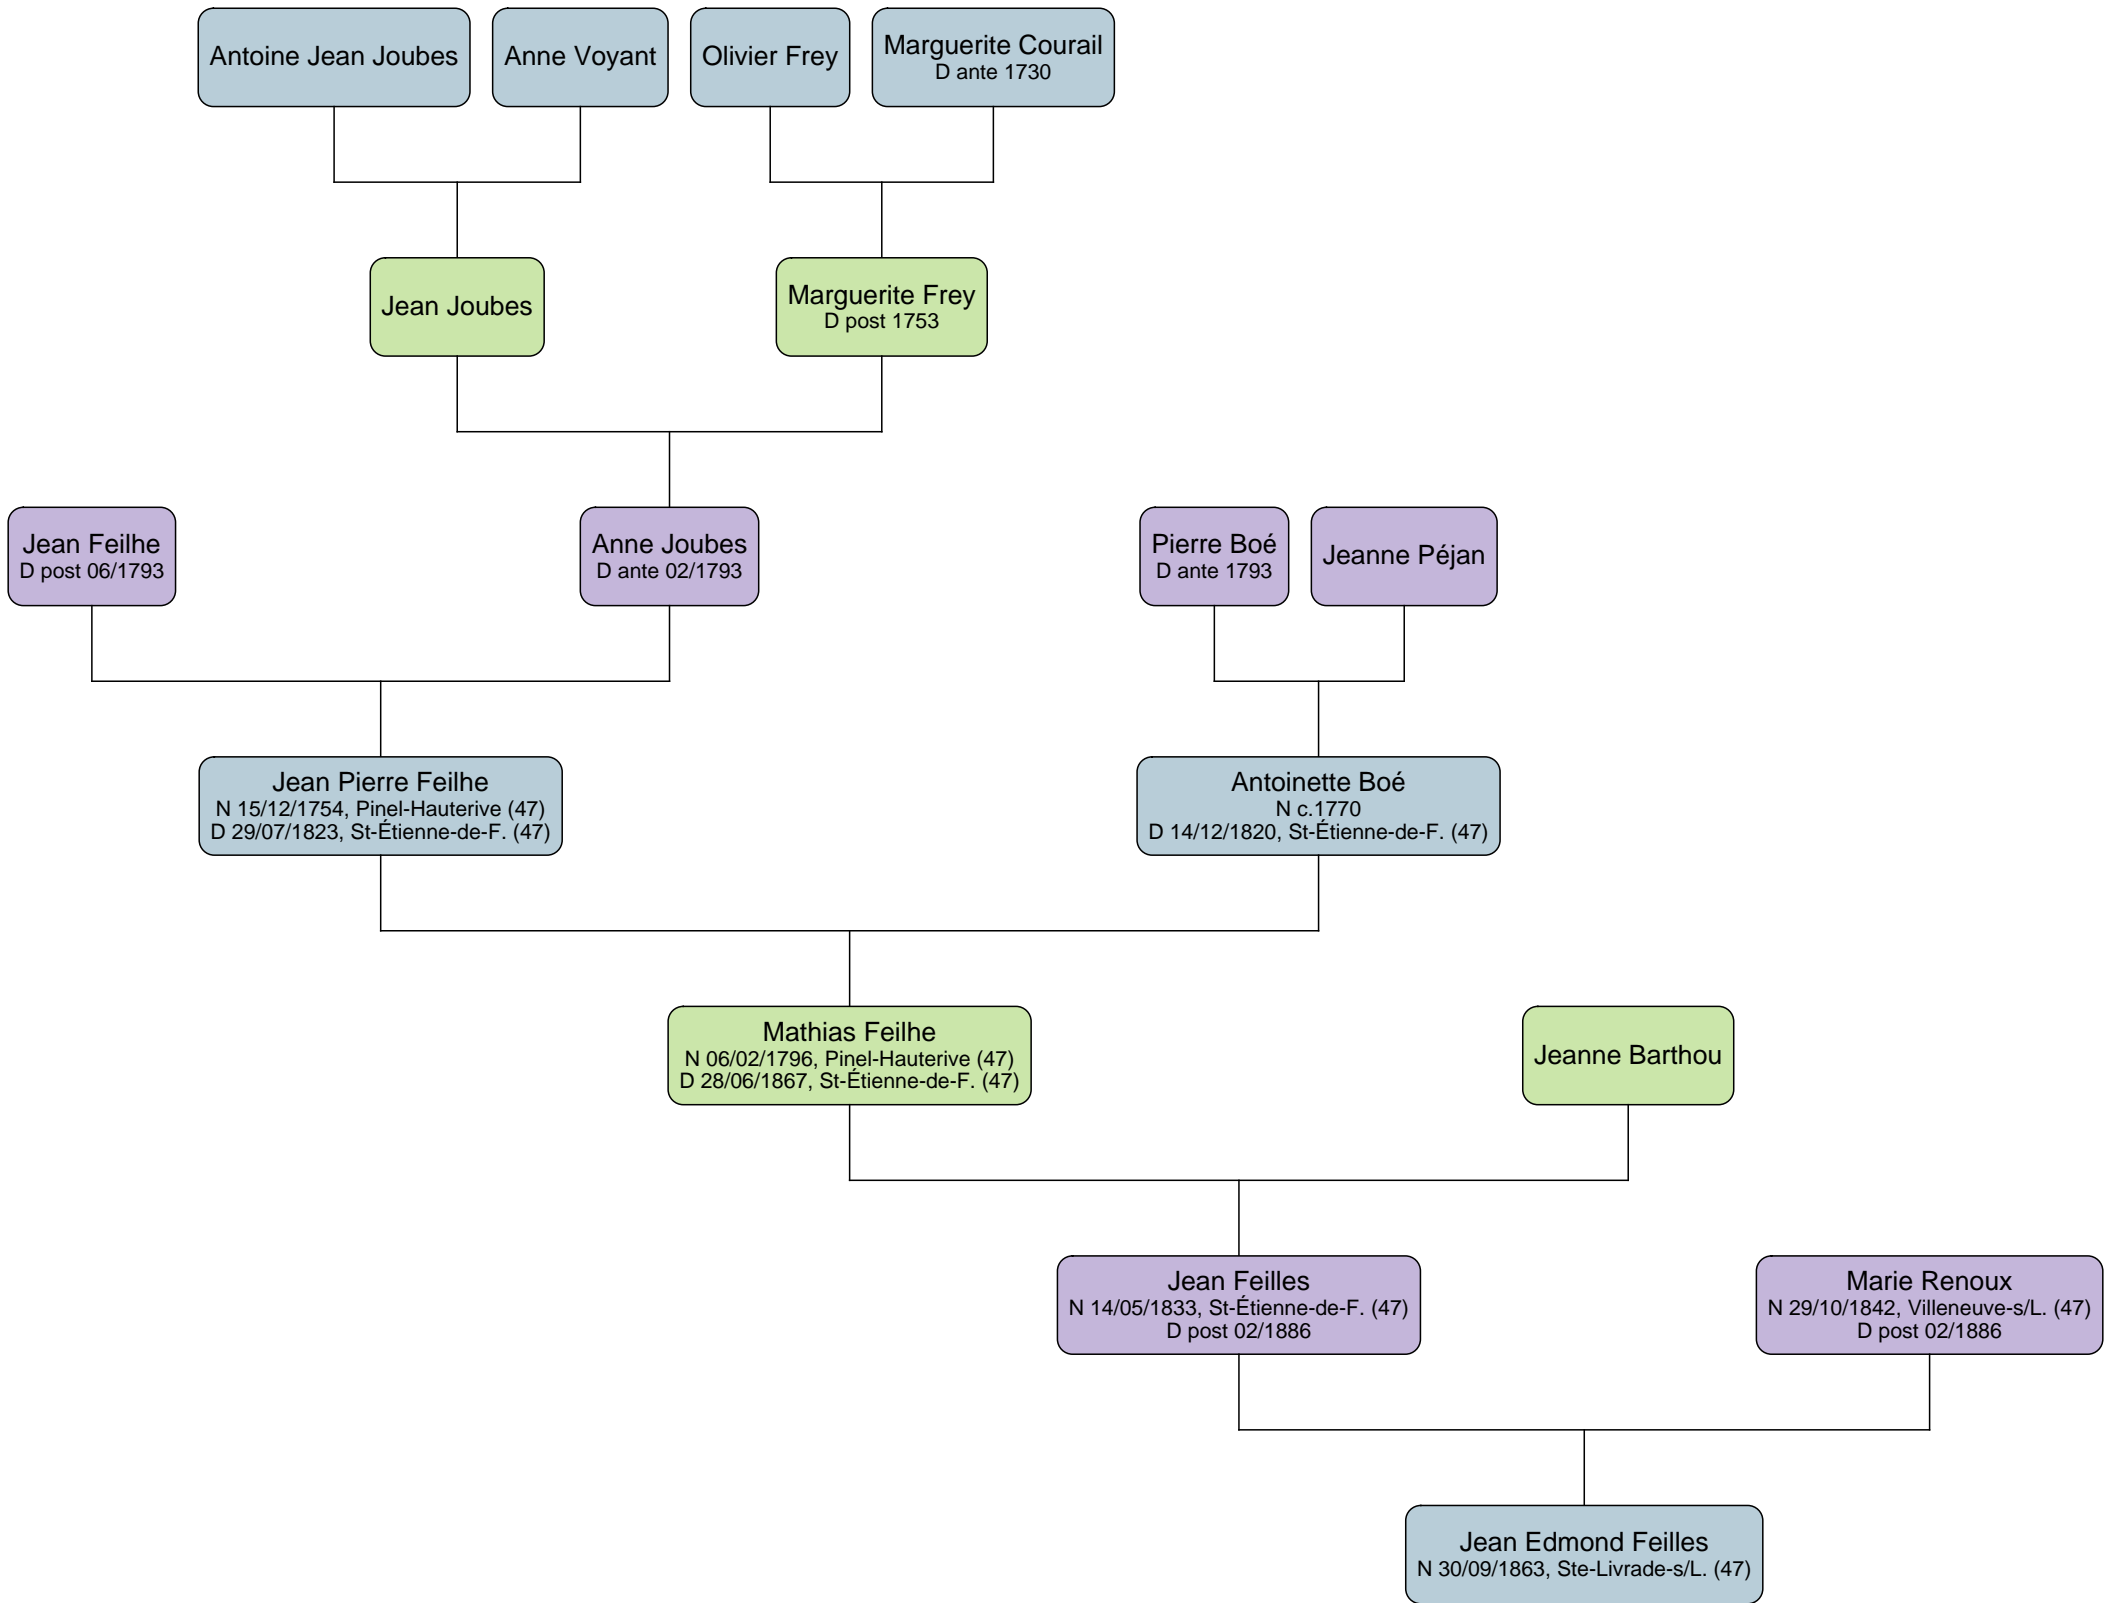 Antoine Jean Joubes
Anne Voyant
Olivier Frey
Marguerite Courail
D ante 1730
Jean Joubes
Marguerite Frey
D post 1753
Jean Feilhe
D post 06/1793
Anne Joubes
D ante 02/1793
Pierre Boé
D ante 1793
Jeanne Péjan
Jean Pierre Feilhe
N 15/12/1754, Pinel-Hauterive (47)
D 29/07/1823, St-Étienne-de-F. (47)
Antoinette Boé
N c.1770
D 14/12/1820, St-Étienne-de-F. (47)
Mathias Feilhe
N 06/02/1796, Pinel-Hauterive (47)
D 28/06/1867, St-Étienne-de-F. (47)
Jeanne Barthou
Jean Feilles
N 14/05/1833, St-Étienne-de-F. (47)
D post 02/1886
Marie Renoux
N 29/10/1842, Villeneuve-s/L. (47)
D post 02/1886
Jean Edmond Feilles
N 30/09/1863, Ste-Livrade-s/L. (47)